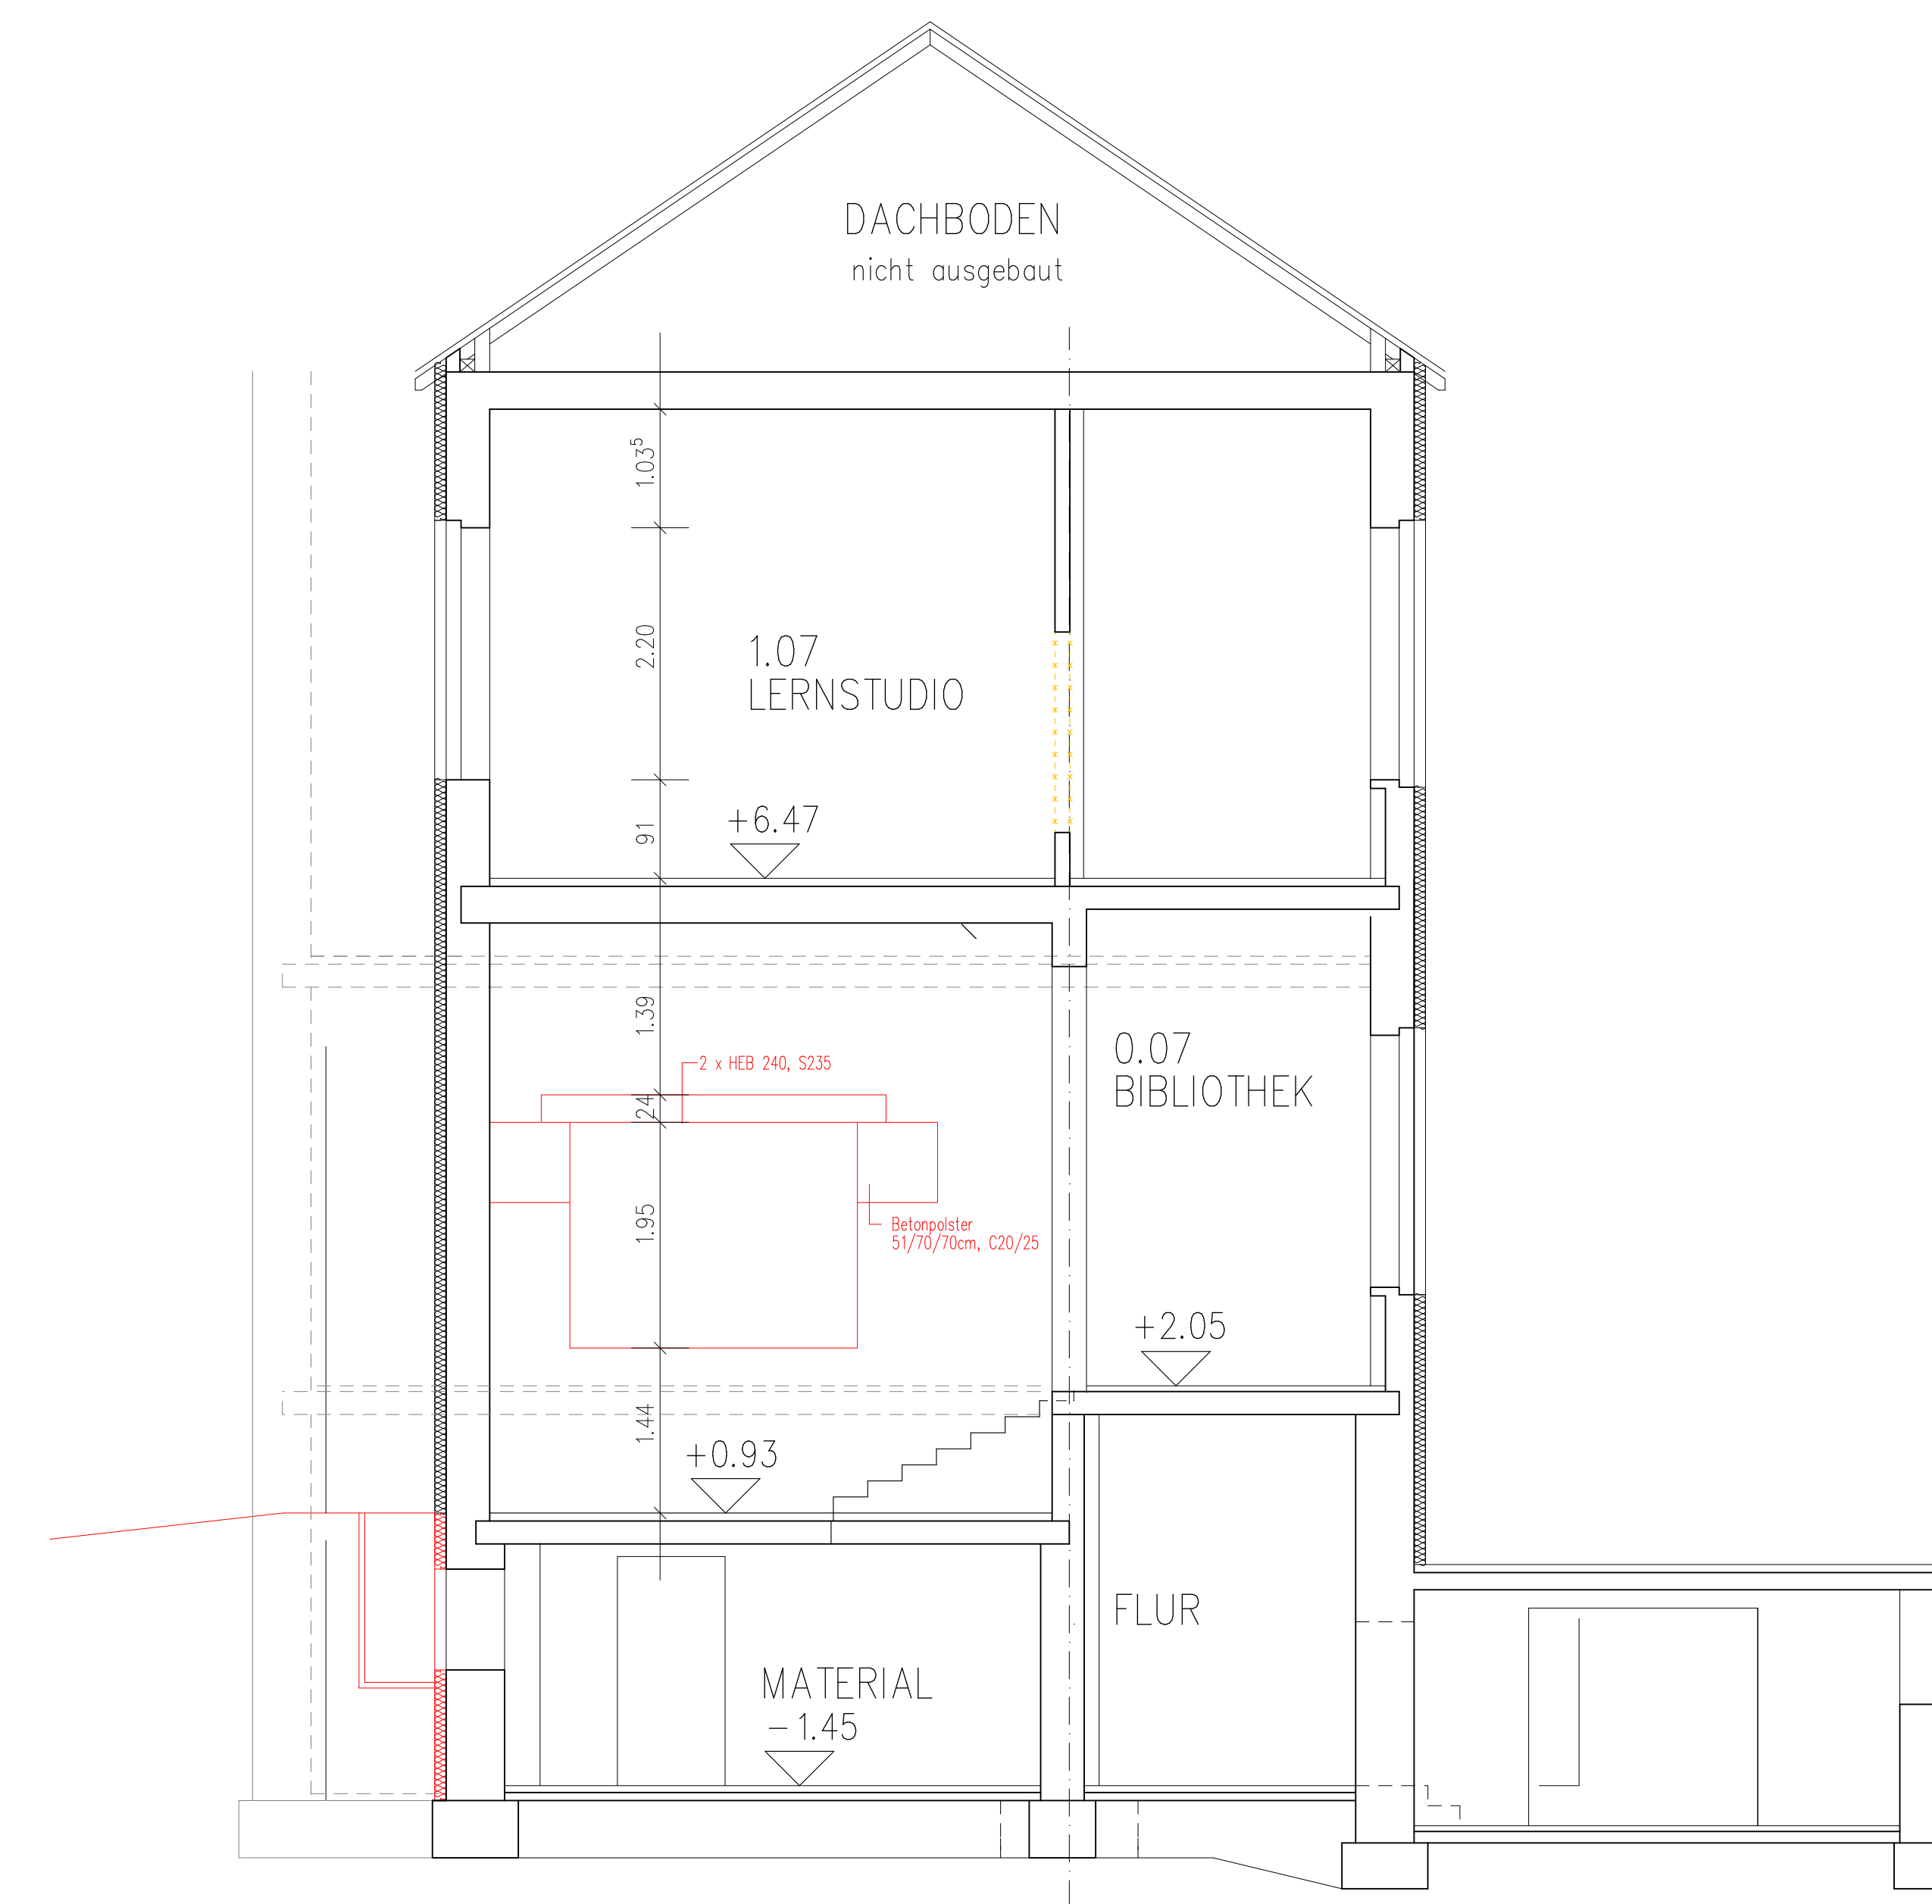 DACHBODEN
nicht ausgebaut
1.03⁵
2.20
1.07
LERNSTUDIO
91
+6.47
1.39
2 x HEB 240, S235
0.07
BIBLIOTHEK
24
1.95
Betonpolster
51/70/70cm, C20/25
+2.05
1.44
+0.93
FLUR
MATERIAL
-1.45